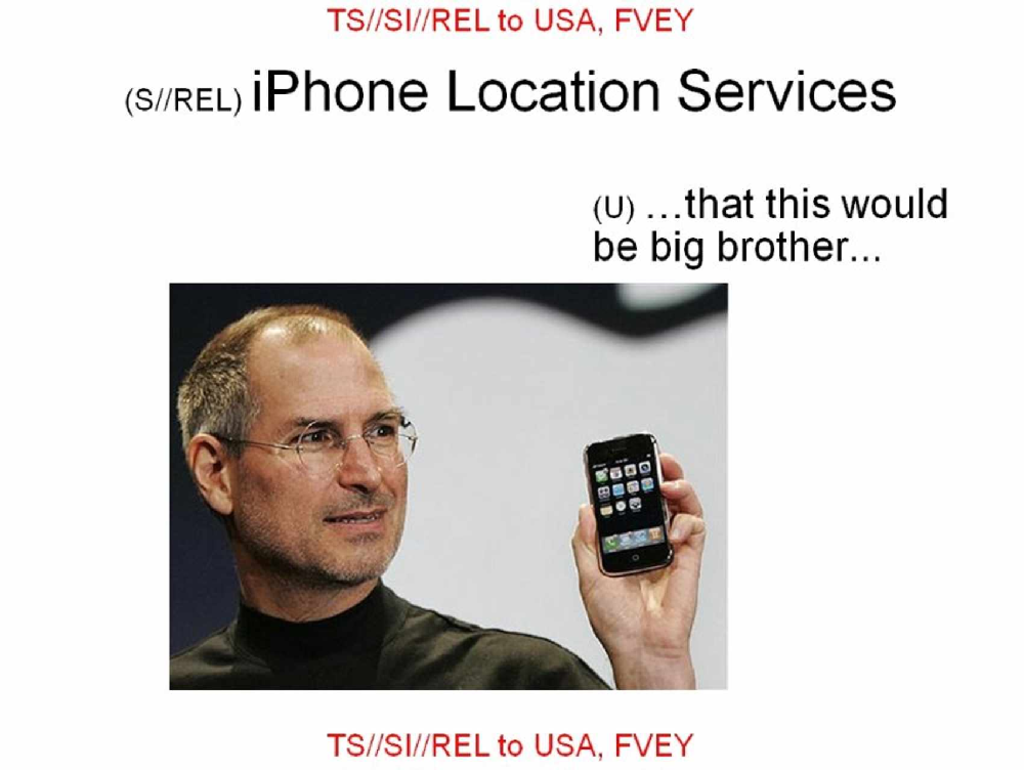 TS//SI//REL to USA, FVEY
(S//REL) iPhone Location Services
(U) …that this would
be big brother...
TS//SI//REL to USA, FVEY